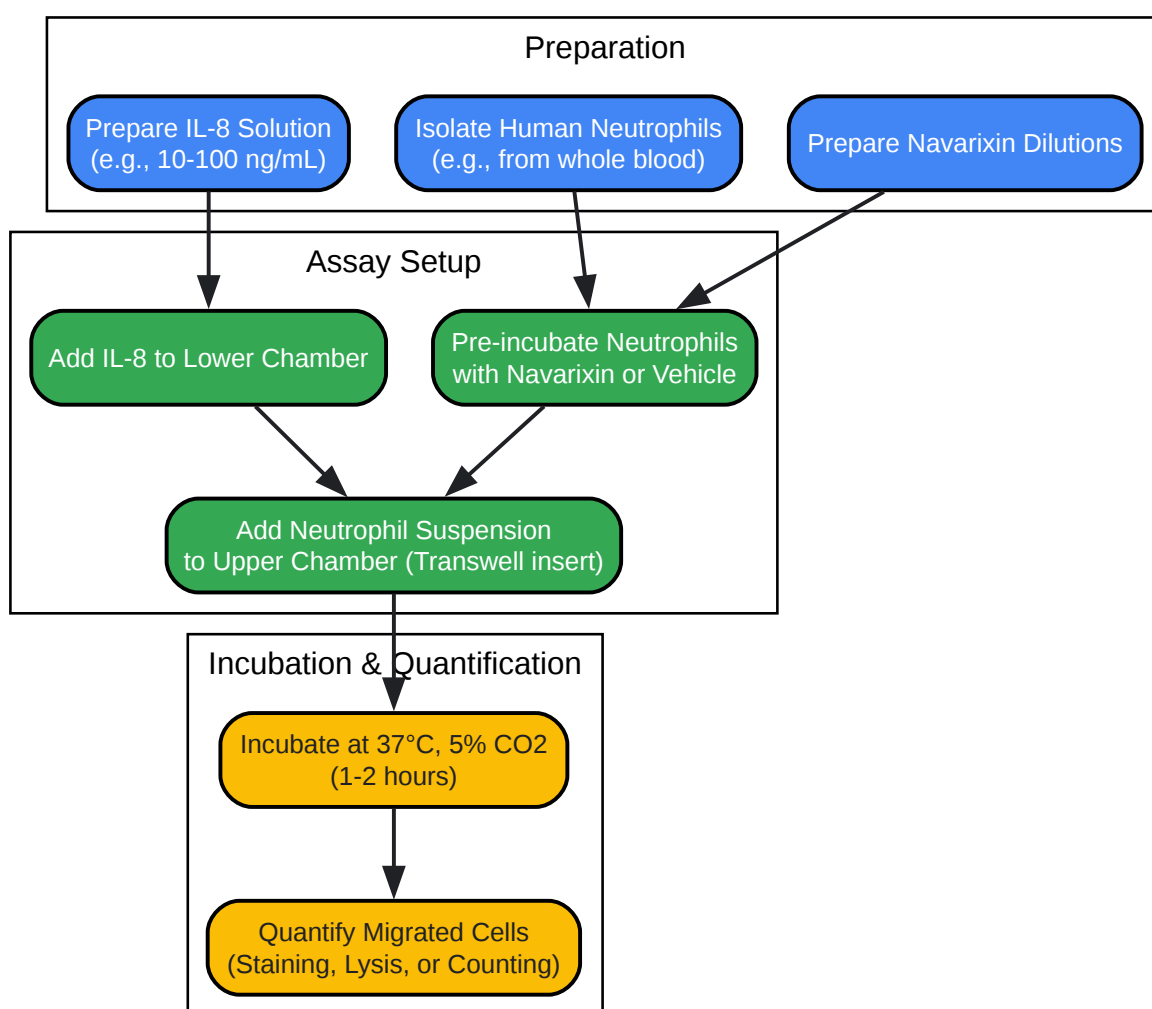 Preparation
Prepare IL-8 Solution
(e.g., 10-100 ng/mL)
Isolate Human Neutrophils
(e.g., from whole blood)
Prepare Navarixin Dilutions
Assay Setup
Add IL-8 to Lower Chamber
Pre-incubate Neutrophils
with Navarixin or Vehicle
Add Neutrophil Suspension
to Upper Chamber (Transwell insert)
Incubation & Quantification
Incubate at 37°C, 5% CO2
(1-2 hours)
Quantify Migrated Cells
(Staining, Lysis, or Counting)